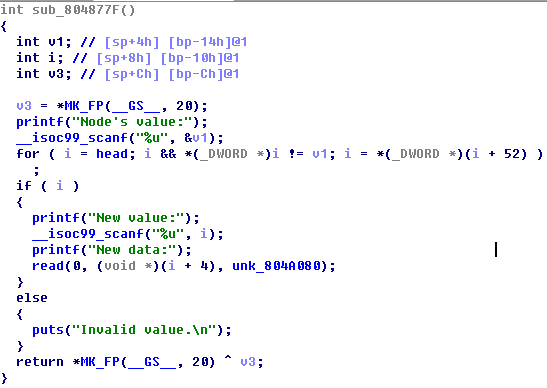 int sub_804877F()
{
int v1; // [sp+4h] [bp-14h]@1
int i; // [sp+8h] [bp-10h]@1
int v3; // [sp+Ch] [bp-Ch]@1
v3 = *MK_FP(__GS__, 20);
printf("Node's value:");
__isoc99_scanf("%u", &v1);
for ( i = head; i && *(_DWORD *)i != v1; i = *(_DWORD *)(i + 52) )
;
if ( i )
{
printf("New value:");
__isoc99_scanf("%u", i);
printf("New data:");
read(0, (void *)(i + 4), unk_804A080);
}
else
{
puts("Invalid value.\n");
}
return *MK_FP(__GS__, 20) ^ v3;
}